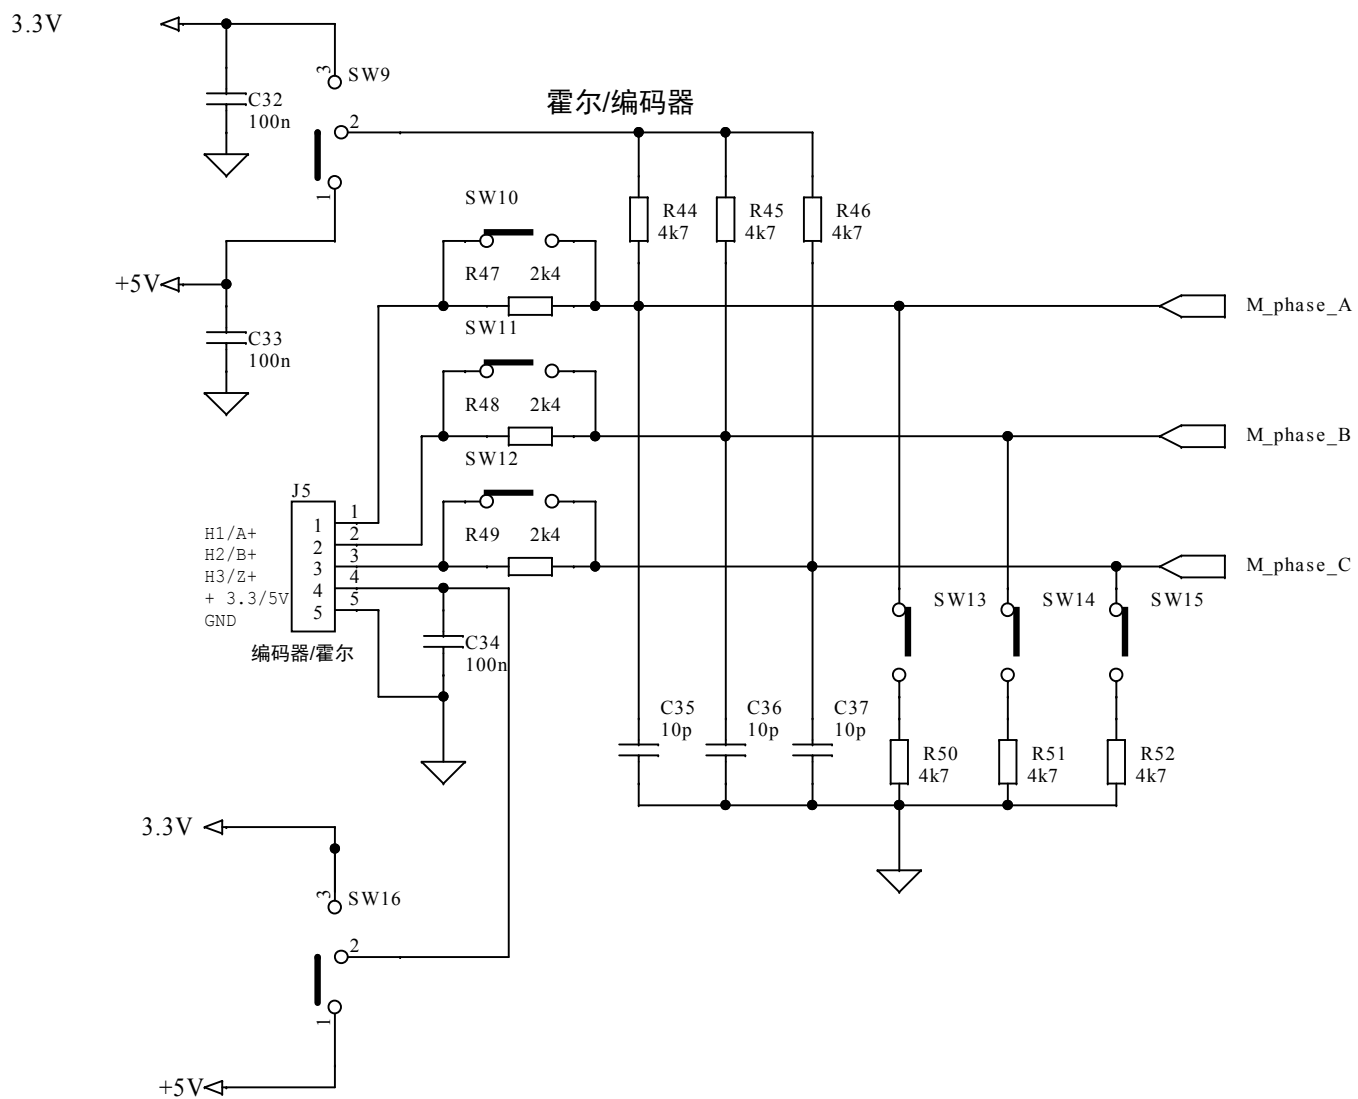 3.3V
3
SW9
C32
100n
霍尔/编码器
2
1
SW10
R44
4k7
R45
4k7
R46
4k7
+5V
R47 2k4
M_phase_A
SW11
C33
100n
R48 2k4
M_phase_B
SW12
J5
R49 2k4
M_phase_C
H1/A+
H2/B+
H3/Z+
+ 3.3/5V
GND
1
2
3
4
5
1
2
3
4
5
编码器/霍尔
C34
100n
SW13
SW14
SW15
C35
10p
C36
10p
C37
10p
R50
4k7
R51
4k7
R52
4k7
3.3V
3
SW16
2
1
+5V